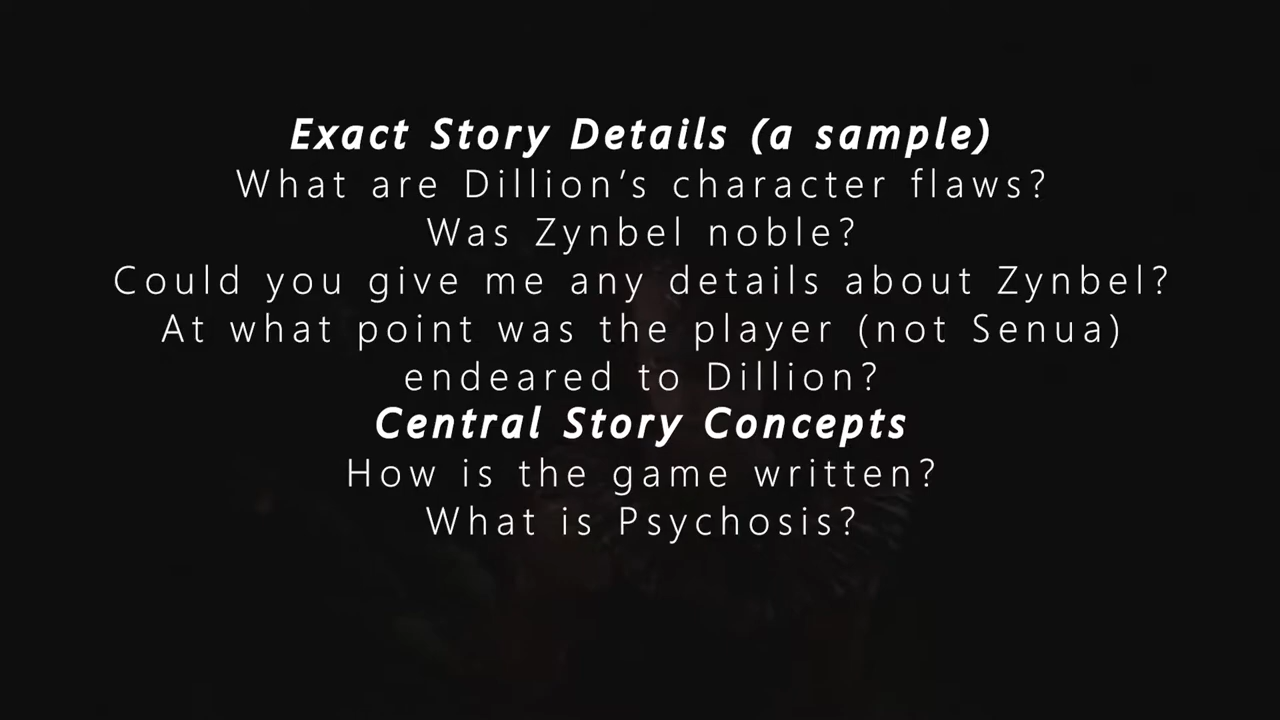 Exact Story Details (a sample)
What are Dillion’s character flaws?
Was Zynbel noble?
Could you give me any details about Zynbel?
At what point was the player (not Senua)
endeared to Dillion?
Central Story Concepts
How is the game written?
What is Psychosis?